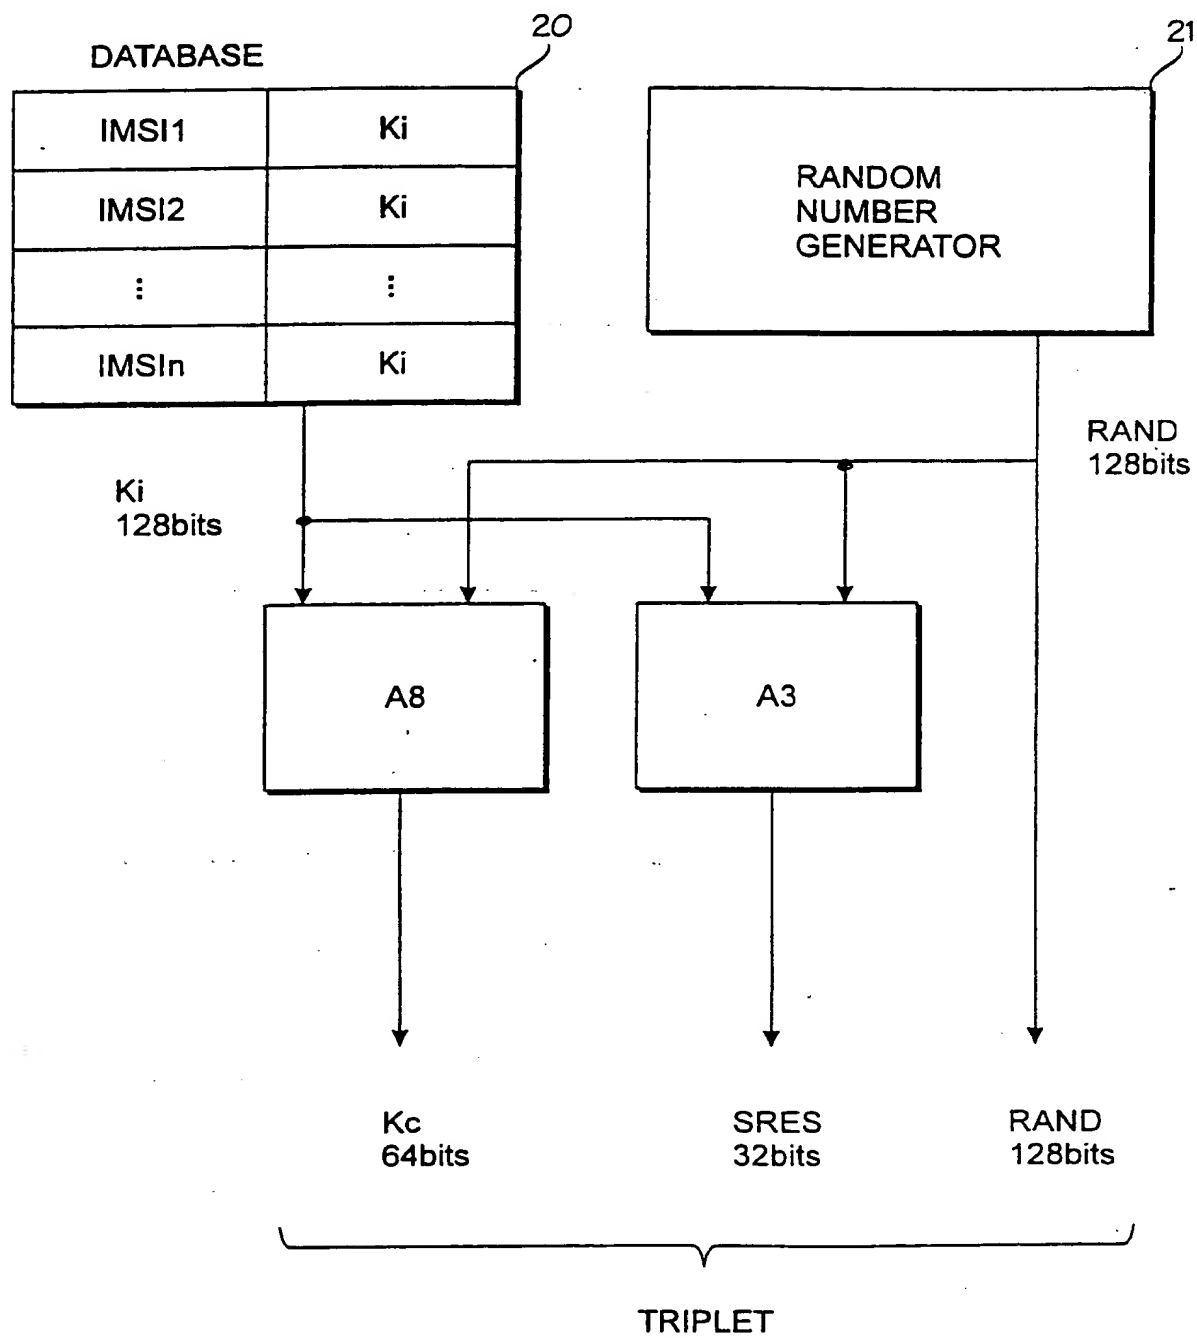 20
21
DATABASE
IMSI1 Ki
IMSI2 Ki
⋮ ⋮
IMSIn Ki
RANDOM
NUMBER
GENERATOR
RAND
128bits
Ki
128bits
A8
A3
Kc
64bits
SRES
32bits
RAND
128bits
TRIPLET